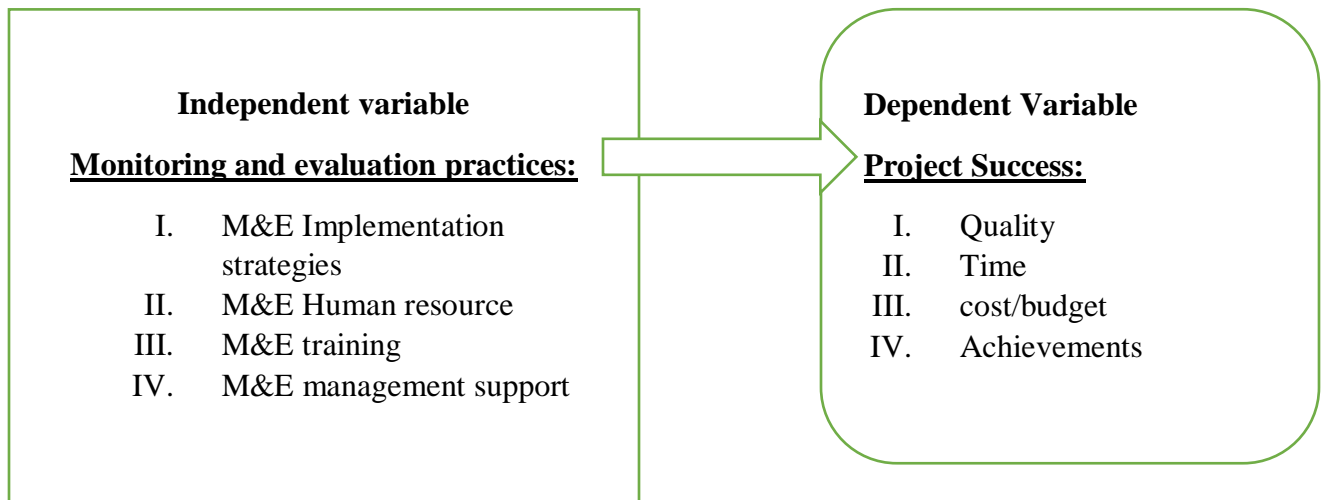 Independent variable
Monitoring and evaluation practices:
I. M&E Implementation
strategies
II. M&E Human resource
III. M&E training
IV. M&E management support
Dependent Variable
Project Success:
I. Quality
II. Time
III. cost/budget
IV. Achievements